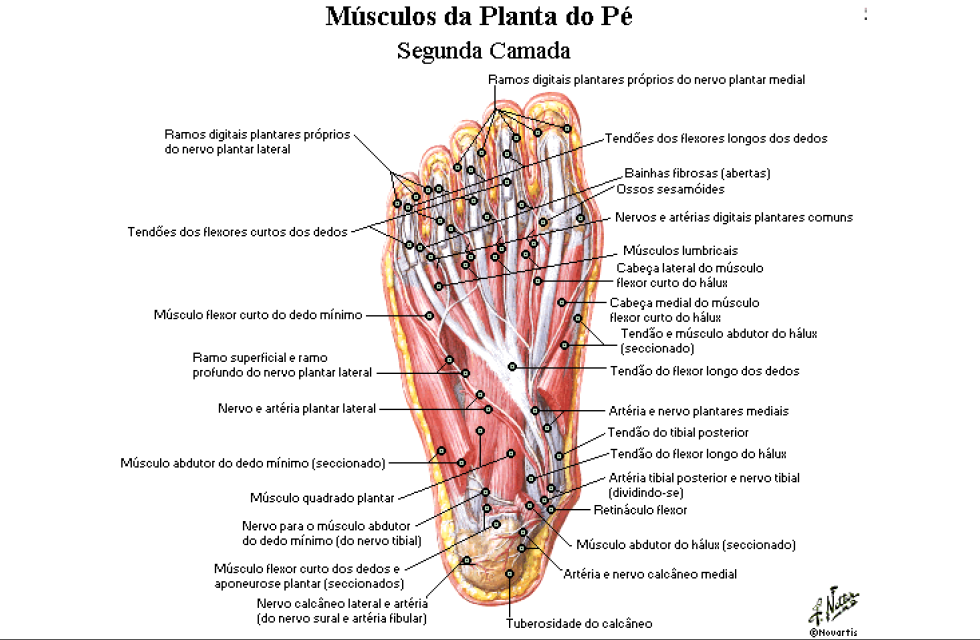 Músculos da Planta do Pé
Segunda Camada
Ramos digitais plantares próprios do nervo plantar medial
Ramos digitais plantares próprios
do nervo plantar lateral
Tendões dos flexores longos dos dedos
Bainhas fibrosas (abertas)
Ossos sesamóides
Nervos e artérias digitais plantares comuns
Tendões dos flexores curtos dos dedos
Músculos lumbricais
Cabeça lateral do músculo
flexor curto do hálux
Cabeça medial do músculo
flexor curto do hálux
Músculo flexor curto do dedo mínimo
Tendão e músculo abdutor do hálux
(seccionado)
Ramo superficial e ramo
profundo do nervo plantar lateral
Tendão do flexor longo dos dedos
Nervo e artéria plantar lateral
Artéria e nervo plantares mediais
Tendão do tibial posterior
Tendão do flexor longo do hálux
Músculo abdutor do dedo mínimo (seccionado)
Artéria tibial posterior e nervo tibial
(dividindo-se)
Músculo quadrado plantar
Retináculo flexor
Nervo para o músculo abdutor
do dedo mínimo (do nervo tibial)
Músculo abdutor do hálux (seccionado)
Músculo flexor curto dos dedos e
aponeurose plantar (seccionados)
Artéria e nervo calcâneo medial
Nervo calcâneo lateral e artéria
(do nervo sural e artéria fibular)
Tuberosidade do calcâneo
©Novartis